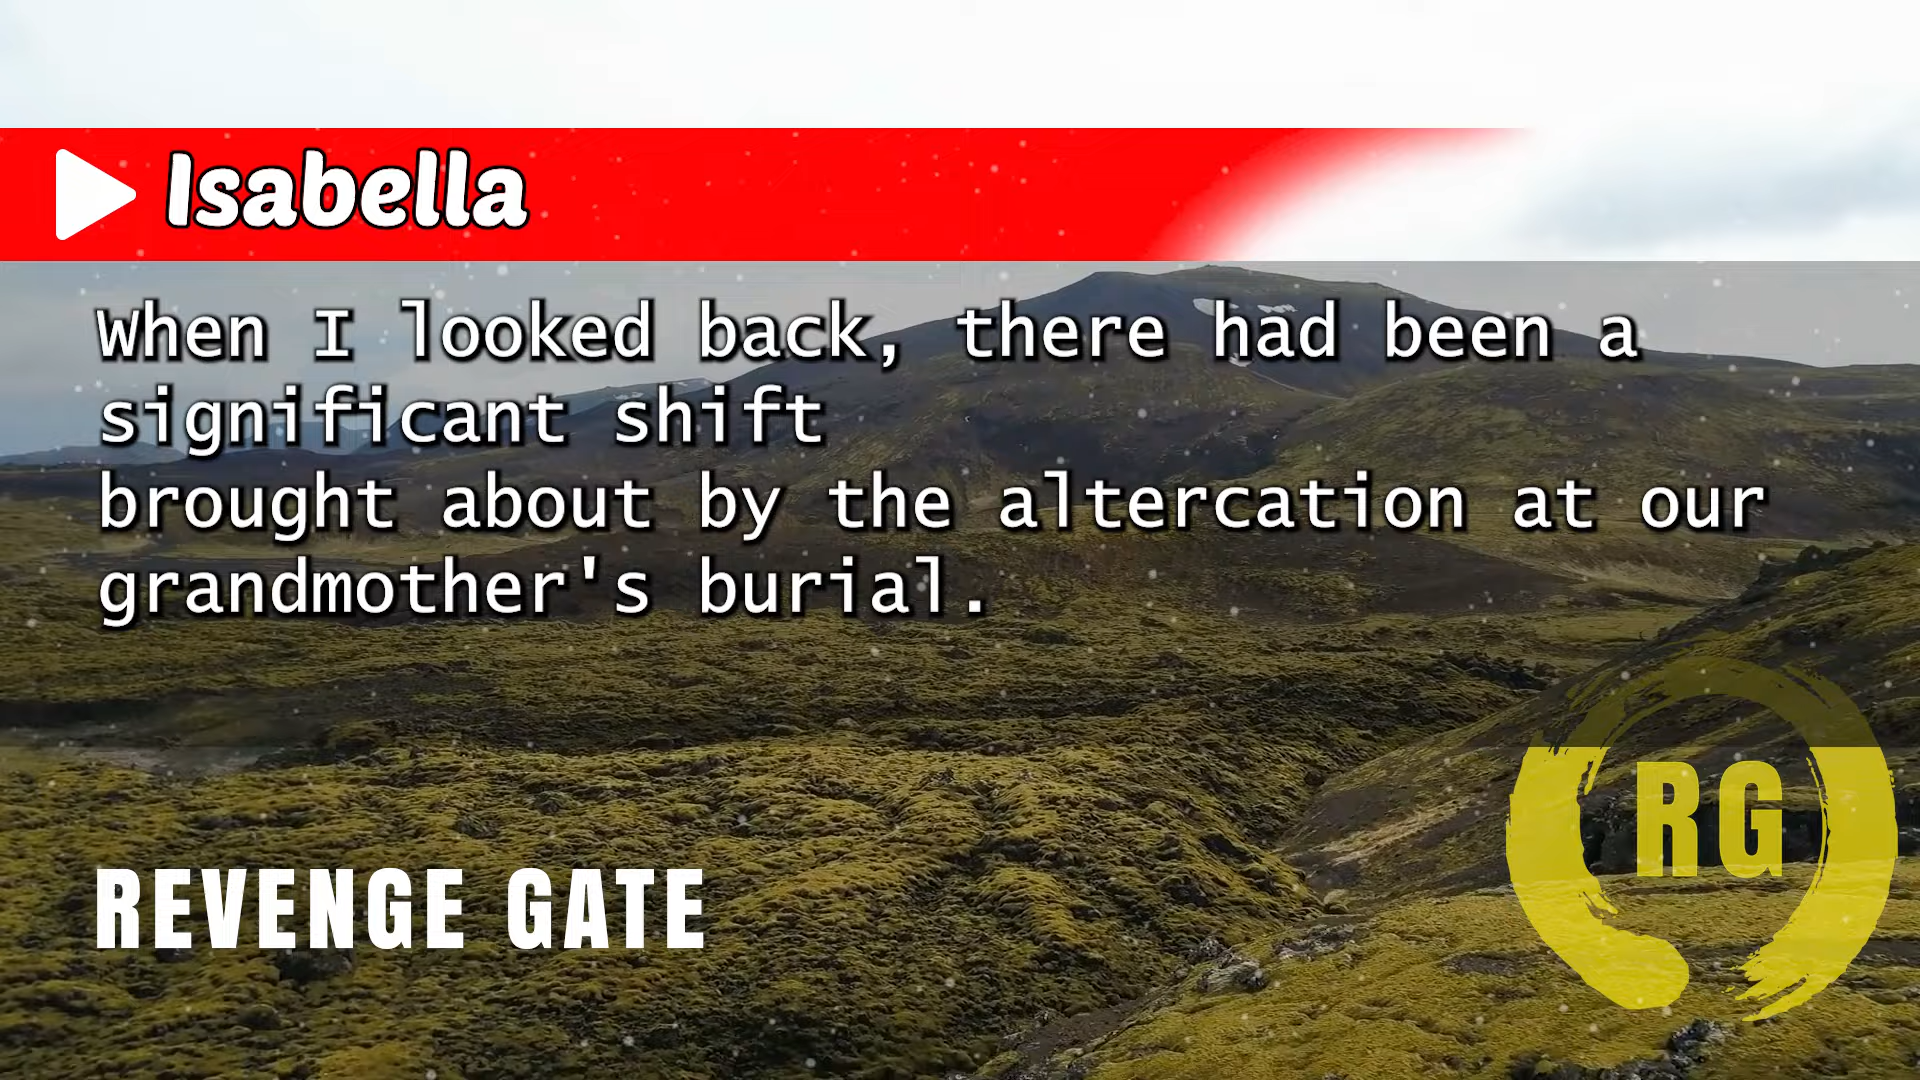 Isabella
When I looked back, there had been a
significant shift
brought about by the altercation at our
grandmother's burial.
RG
REVENGE GATE